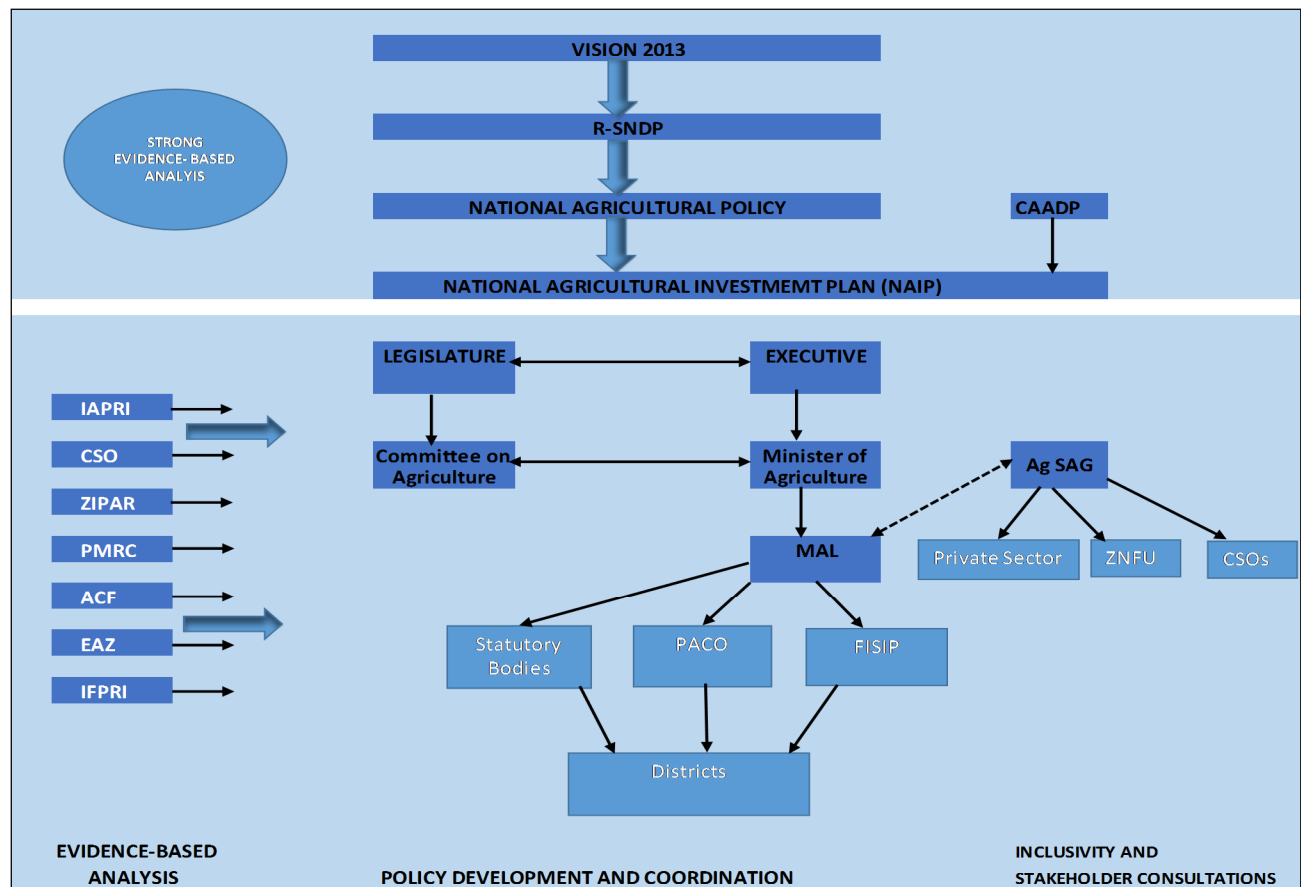 VISION 2013
STRONG
EVIDENCE- BASED
ANALYIS
R-SNDP
NATIONAL AGRICULTURAL POLICY
CAADP
NATIONAL AGRICULTURAL INVESTMEMT PLAN (NAIP)
LEGISLATURE
EXECUTIVE
IAPRI
CSO
ZIPAR
PMRC
ACF
EAZ
IFPRI
Committee on
Agriculture
Minister of
Agriculture
Ag SAG
MAL
Private Sector
ZNFU
CSOs
Statutory
Bodies
PACO
FISIP
Districts
EVIDENCE-BASED
ANALYSIS
POLICY DEVELOPMENT AND COORDINATION
INCLUSIVITY AND
STAKEHOLDER CONSULTATIONS